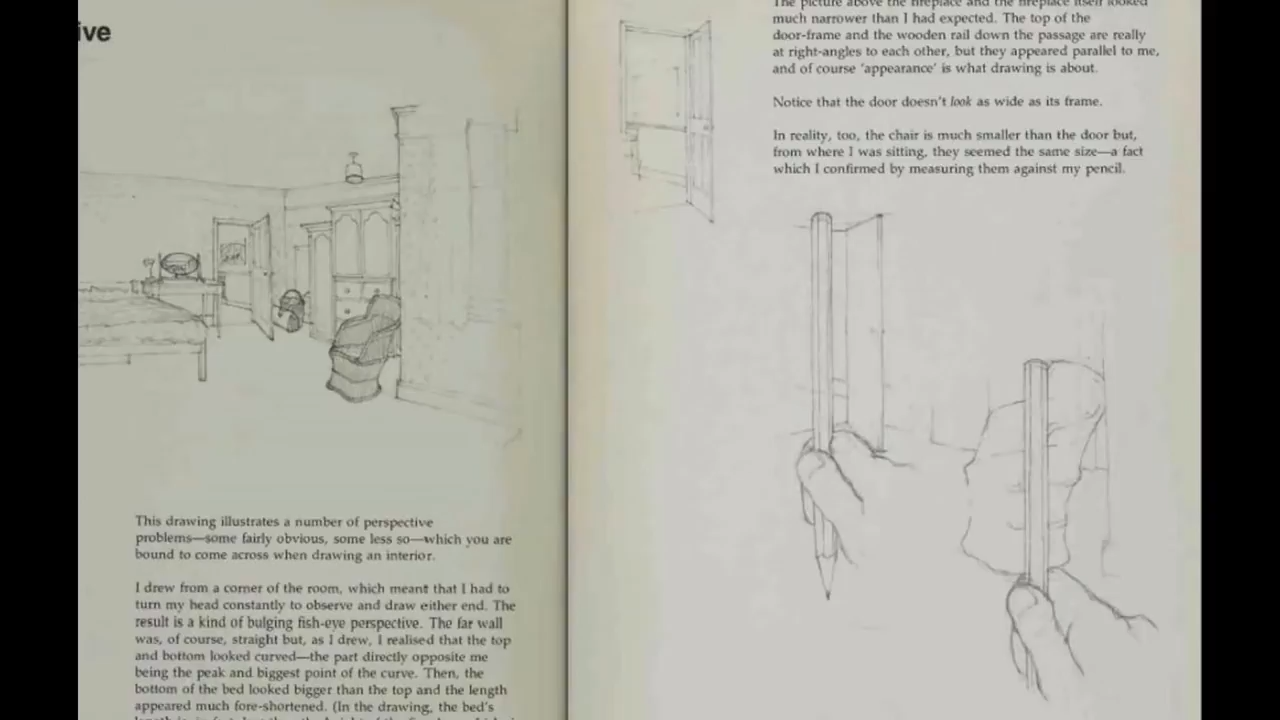 ive
This drawing illustrates a number of perspective
problems—some fairly obvious, some less so—which you are
bound to come across when drawing an interior.
I drew from a corner of the room, which meant that I had to
turn my head constantly to observe and draw either end. The
result is a kind of bulging fish-eye perspective. The far wall
was, of course, straight but, as I drew, I realised that the top
and bottom looked curved—the part directly opposite me
being the peak and biggest point of the curve. Then, the
bottom of the bed looked bigger than the top and the length
appeared much fore-shortened. (In the drawing, the bed's
The picture above the fireplace and the fireplace itself looked
much narrower than I had expected. The top of the
door-frame and the wooden rail down the passage are really
at right-angles to each other, but they appeared parallel to me,
and of course 'appearance' is what drawing is about.
Notice that the door doesn't look as wide as its frame.
In reality, too, the chair is much smaller than the door but,
from where I was sitting, they seemed the same size—a fact
which I confirmed by measuring them against my pencil.